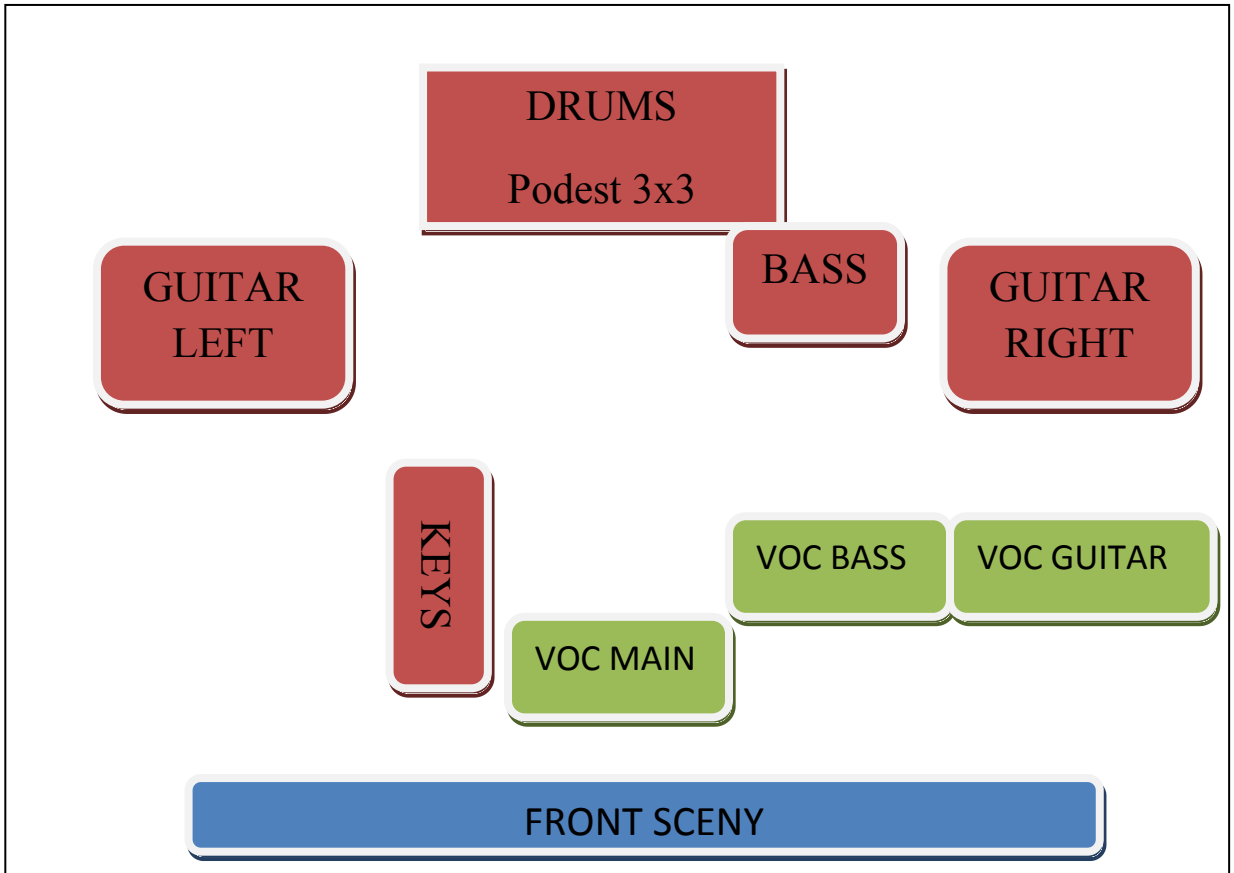 DRUMS
Podest 3x3
GUITAR
LEFT
BASS
GUITAR
RIGHT
KEYS
VOC BASS
VOC GUITAR
VOC MAIN
FRONT SCENY